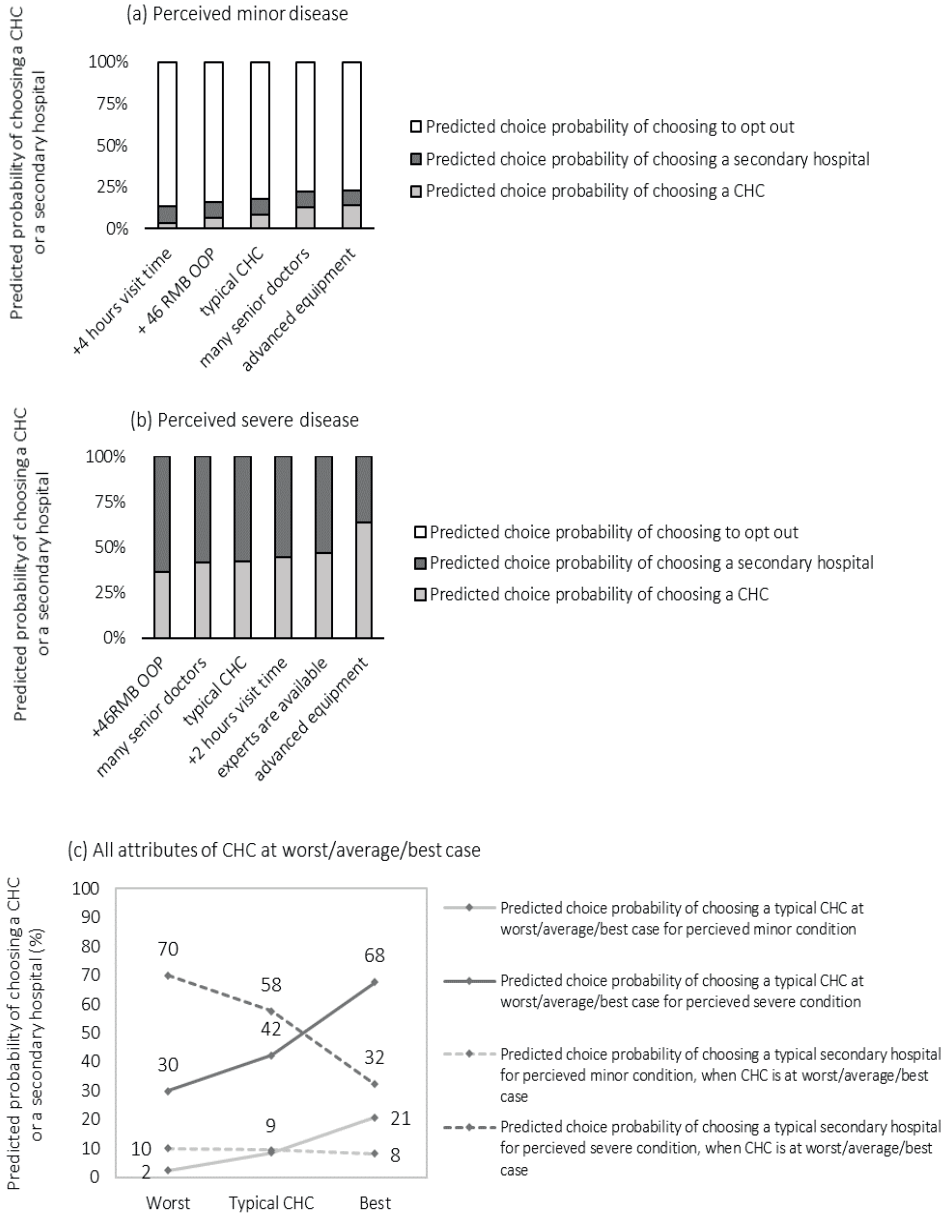 (a) Perceived minor disease
Predicted probability of choosing a CHC
or a secondary hospital
100%
75%
50%
25%
0%
+4 hours visit time
+ 46 RMB OOP
typical CHC
many senior doctors
advanced equipment
Predicted choice probability of choosing to opt out
Predicted choice probability of choosing a secondary hospital
Predicted choice probability of choosing a CHC
(b) Perceived severe disease
Predicted probability of choosing a CHC
or a secondary hospital
100%
75%
50%
25%
0%
+46RMB OOP
many senior doctors
typical CHC
+2 hours visit time
experts are available
advanced equipment
Predicted choice probability of choosing to opt out
Predicted choice probability of choosing a secondary hospital
Predicted choice probability of choosing a CHC
(c) All attributes of CHC at worst/average/best case
Predicted probability of choosing a CHC
or a secondary hospital (%)
100
90
80
70
60
50
40
30
20
10
0
70
58
68
42
30
32
21
9
10
8
2
Worst
Typical CHC
Best
Predicted choice probability of choosing a typical CHC at
worst/average/best case for percieved minor condition
Predicted choice probability of choosing a typical CHC at
worst/average/best case for percieved severe condition
Predicted choice probability of choosing a typical secondary hospital
for percieved minor condition, when CHC is at worst/average/best
case
Predicted choice probability of choosing a typical secondary hospital
for percieved severe condition, when CHC is at worst/average/best
case